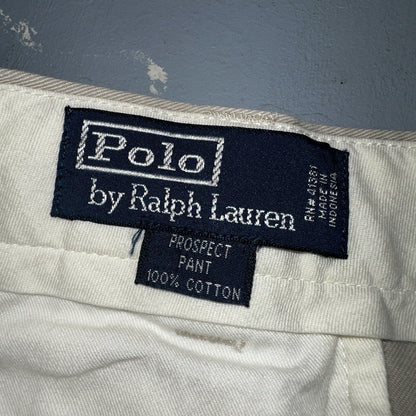 Polo
by Ralph Lauren
RN# 41381
MADE IN
INDONESIA
PROSPECT
PANT
100% COTTON